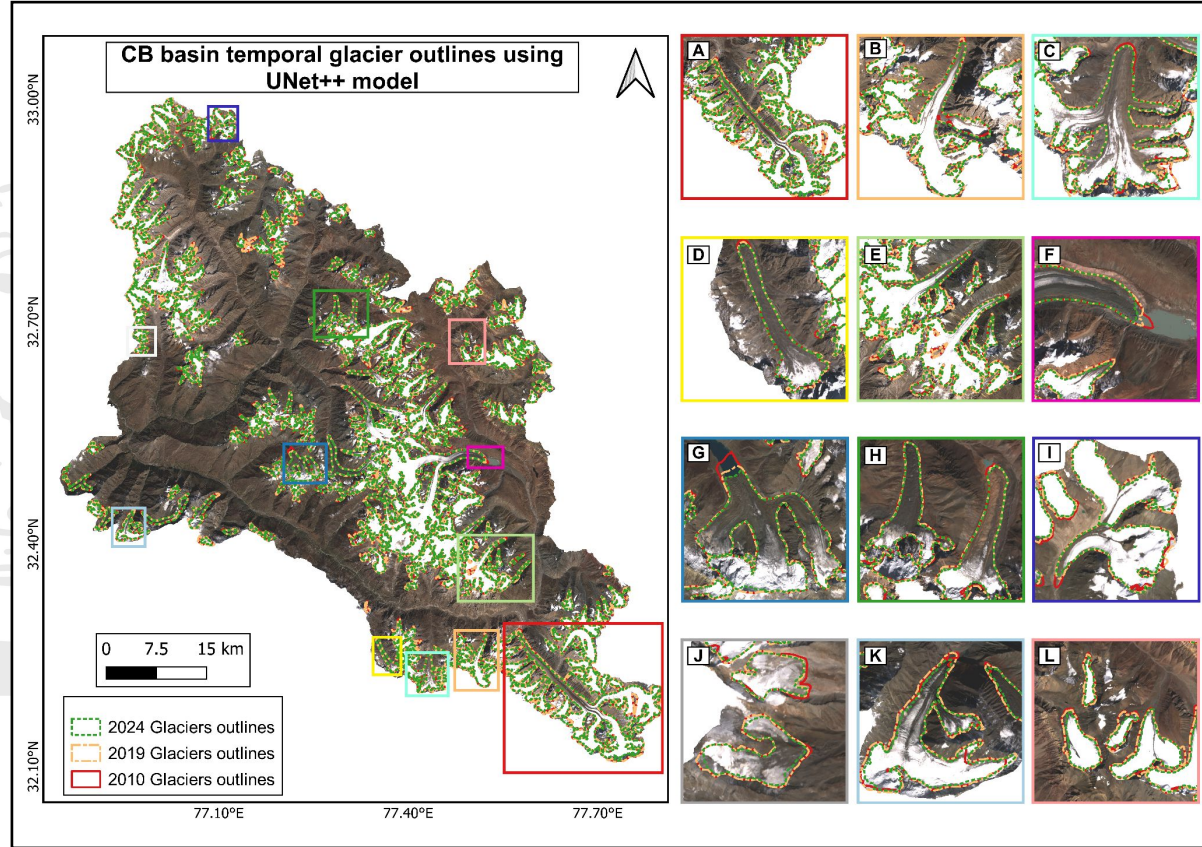 CB basin temporal glacier outlines using
UNet++ model
33.00°N
32.70°N
32.40°N
32.10°N
77.10°E
77.40°E
77.70°E
0 7.5 15 km
2024 Glaciers outlines
2019 Glaciers outlines
2010 Glaciers outlines
A
B
C
D
E
F
G
H
I
J
K
L